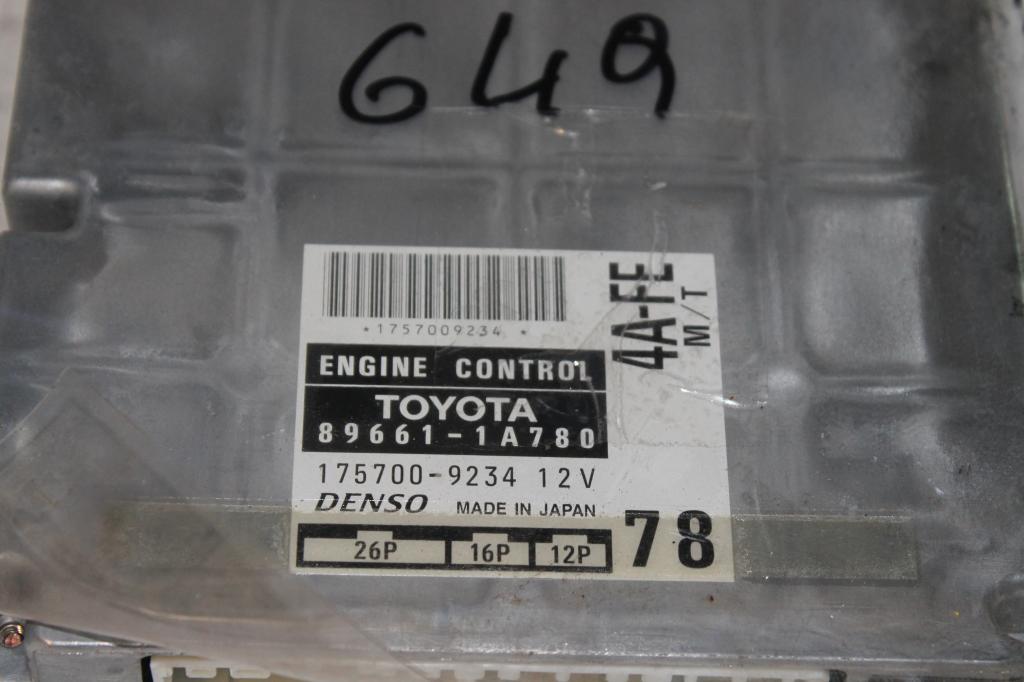 649
*1757009234*
4A-FE
M/T
ENGINE CONTROL
TOYOTA
89661-1A780
175700-9234 12V
DENSO MADE IN JAPAN
26P 16P 12P
78